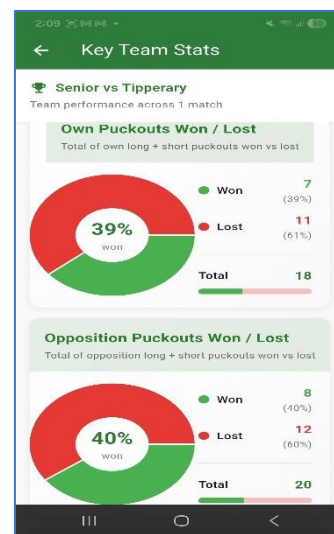 2:09
Key Team Stats
Senior vs Tipperary
Team performance across 1 match
Own Puckouts Won / Lost
Total of own long + short puckouts won vs lost
39%
won
Won 7
(39%)
Lost 11
(61%)
Total 18
Opposition Puckouts Won / Lost
Total of opposition long + short puckouts won vs lost
40%
won
Won 8
(40%)
Lost 12
(60%)
Total 20